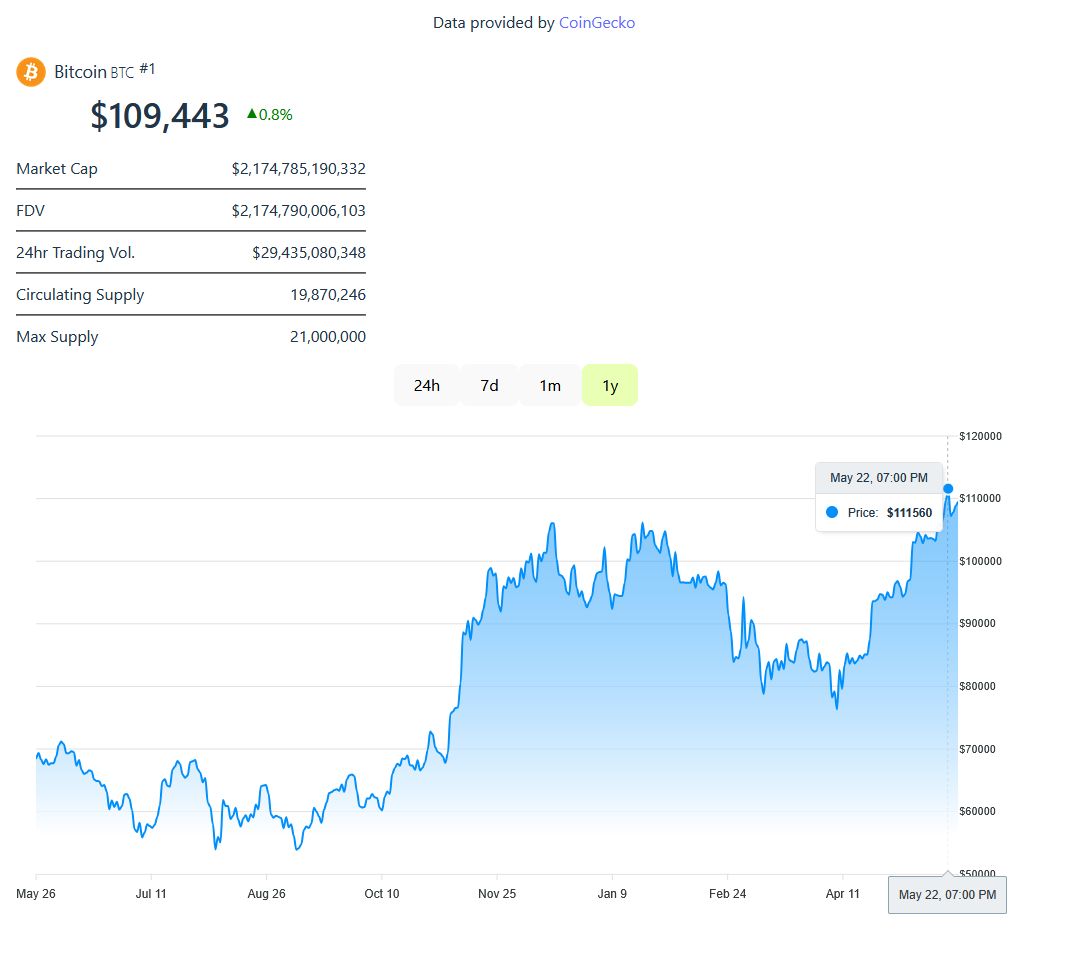 Data provided by CoinGecko
Bitcoin BTC #1
$109,443 ▲0.8%
Market Cap $2,174,785,190,332
FDV $2,174,790,006,103
24hr Trading Vol. $29,435,080,348
Circulating Supply 19,870,246
Max Supply 21,000,000
24h 7d 1m 1y
$120000
May 22, 07:00 PM
$110000
Price: $111560
$100000
$90000
$80000
$70000
$60000
$50000
May 26 Jul 11 Aug 26 Oct 10 Nov 25 Jan 9 Feb 24 Apr 11 May 22, 07:00 PM